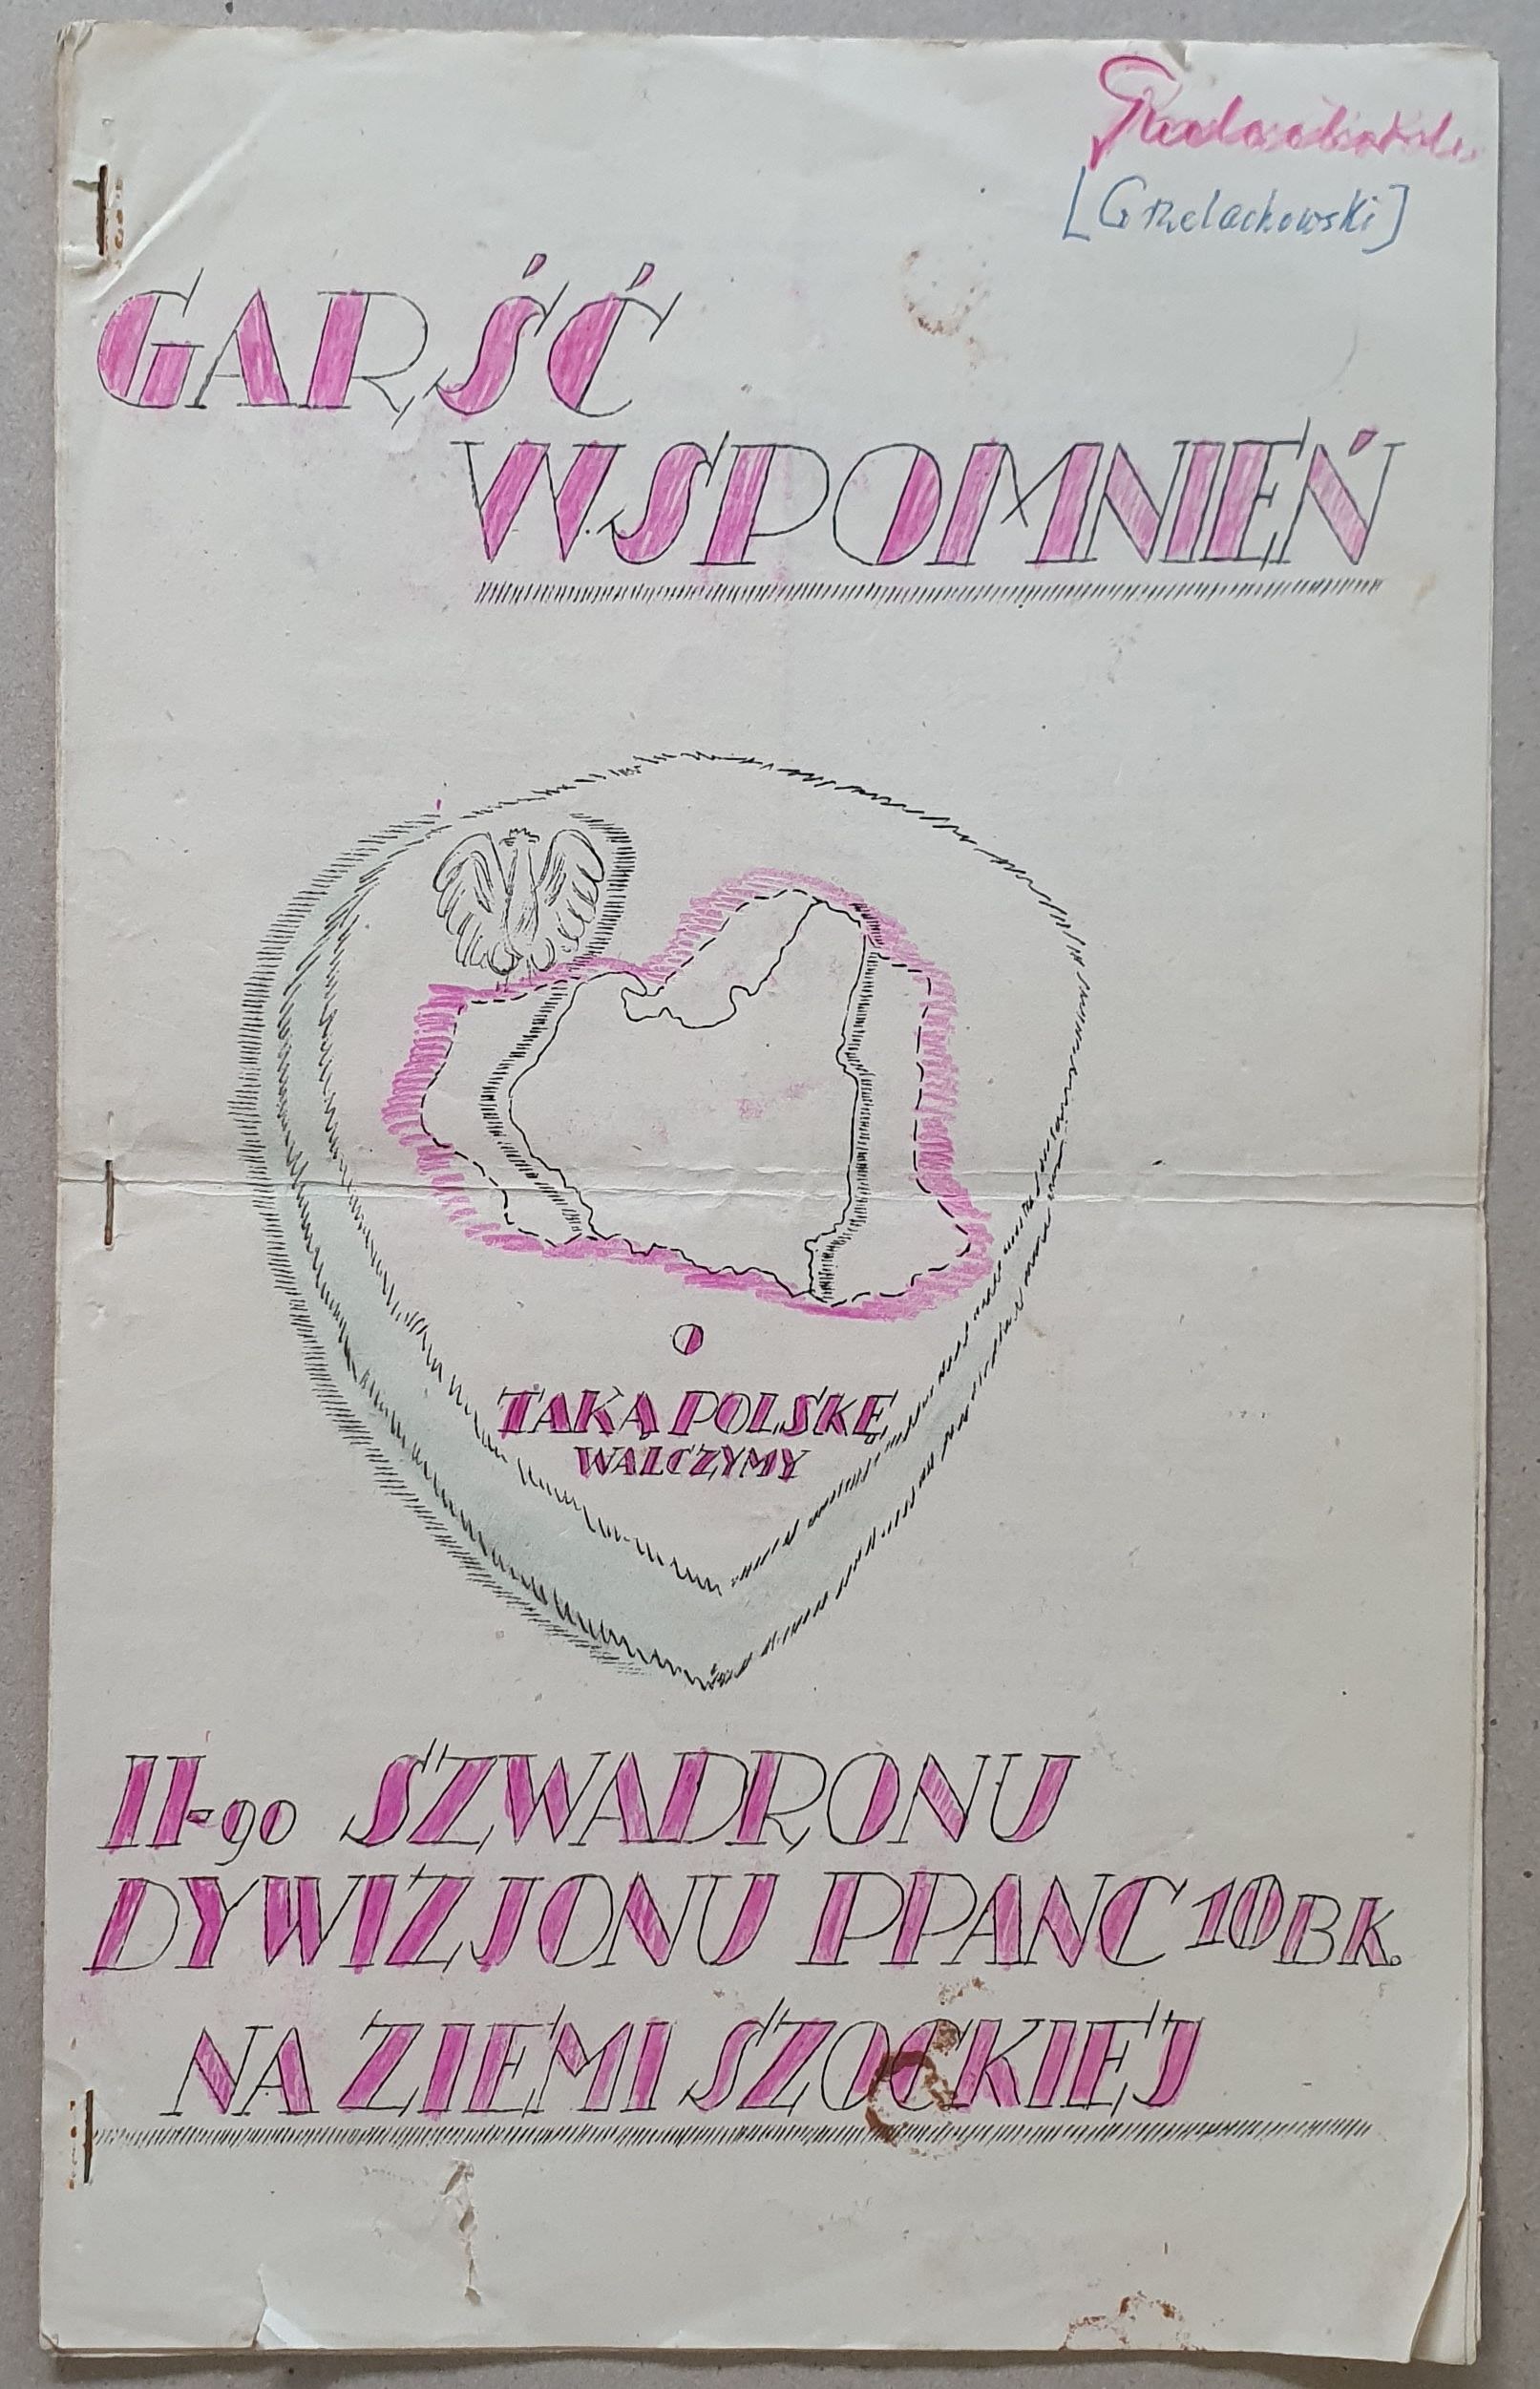 [Grzelachowski]
GARŚĆ
WSPOMNIEŃ
O
TAKĄ POLSKĘ
WALCZYMY
II-go SZWADRONU
DYWIZJONU PPANC 10 BK.
NA ZIEMI SZOCKIEJ